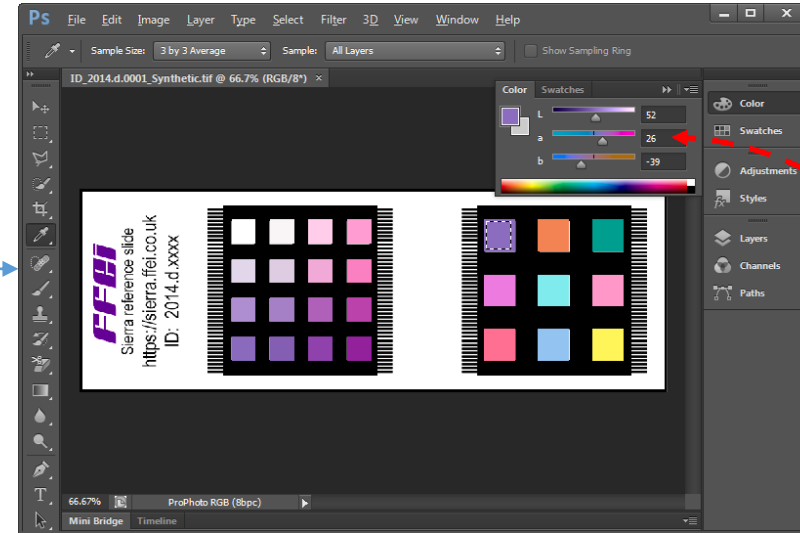 Ps File Edit Image Layer Type Select Filter 3D View Window Help
Sample Size: 3 by 3 Average Sample: All Layers Show Sampling Ring
ID_2014.d.0001_Synthetic.tif @ 66.7% (RGB/8*) ×
Color Swatches
L 52
a 26
b -39
Color
Swatches
Adjustments
Styles
Layers
Channels
Paths
ffei
Sierra reference slide
https://sierra.ffei.co.uk
ID: 2014.d.xxxx
66.67% ProPhoto RGB (8bpc)
Mini Bridge Timeline